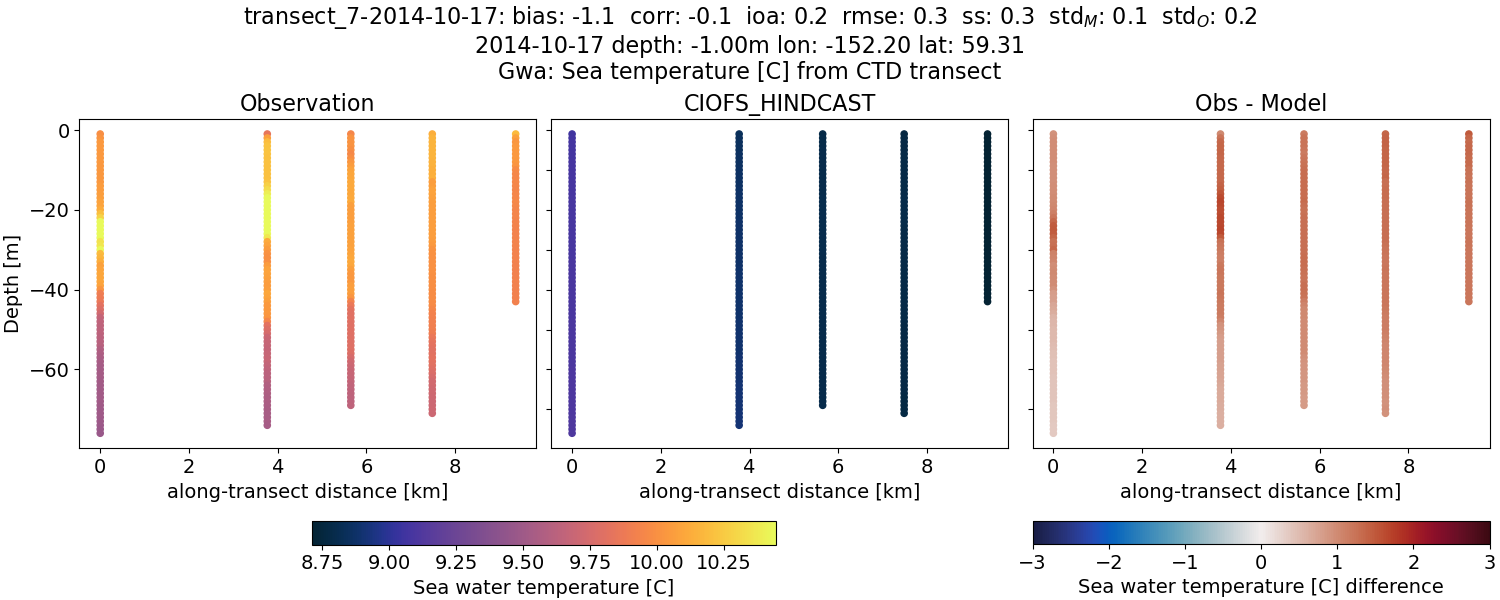 transect_7-2014-10-17: bias: -1.1 corr: -0.1 ioa: 0.2 rmse: 0.3 ss: 0.3 std_M: 0.1 std_O: 0.2
2014-10-17 depth: -1.00m lon: -152.20 lat: 59.31
Gwa: Sea temperature [C] from CTD transect
Observation CIOFS_HINDCAST Obs - Model
Depth [m]
0
−20
−40
−60
0 2 4 6 8 0 2 4 6 8 0 2 4 6 8
along-transect distance [km] along-transect distance [km] along-transect distance [km]
8.75 9.00 9.25 9.50 9.75 10.00 10.25 −3 −2 −1 0 1 2 3
Sea water temperature [C] Sea water temperature [C] difference